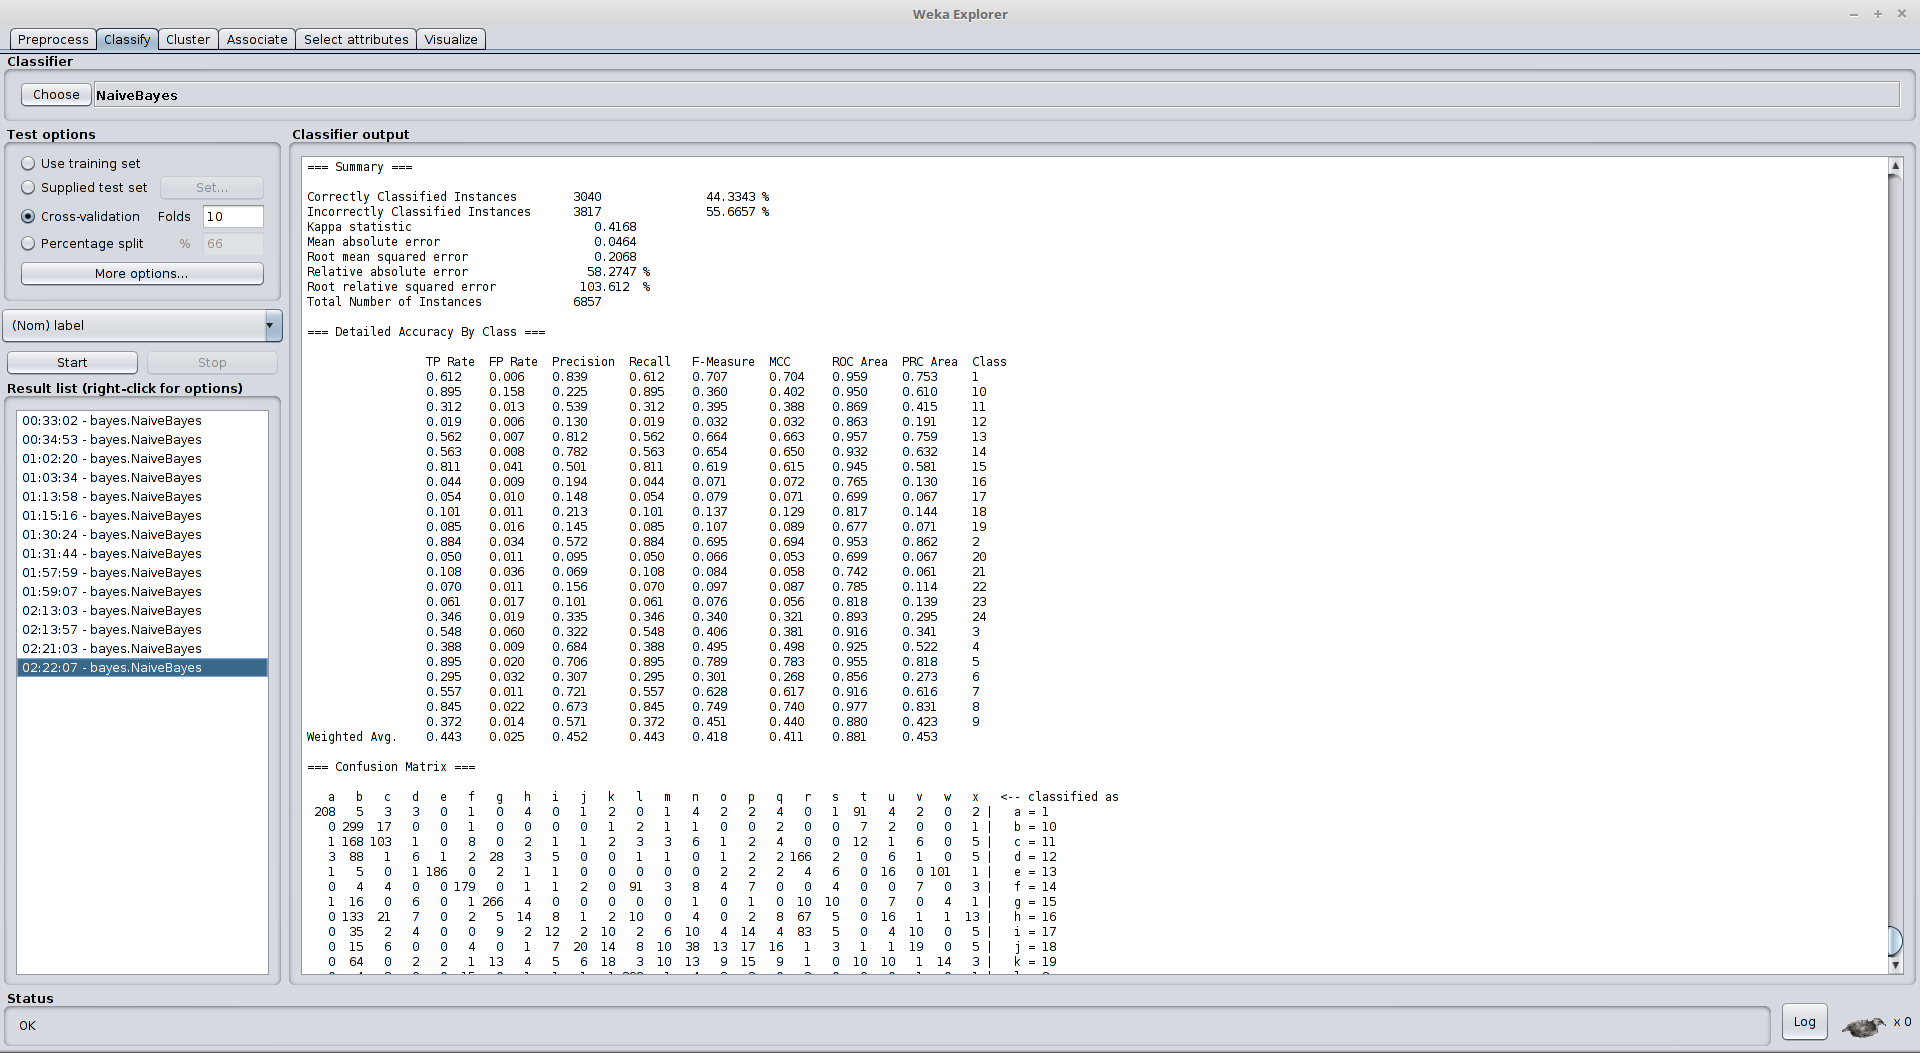 Weka Explorer
Preprocess Classify Cluster Associate Select attributes Visualize
Classifier
Choose NaiveBayes
Test options
Use training set
Supplied test set Set...
Cross-validation Folds 10
Percentage split % 66
More options...
(Nom) label
Start Stop
Result list (right-click for options)
00:33:02 - bayes.NaiveBayes
00:34:53 - bayes.NaiveBayes
01:02:20 - bayes.NaiveBayes
01:03:34 - bayes.NaiveBayes
01:13:58 - bayes.NaiveBayes
01:15:16 - bayes.NaiveBayes
01:30:24 - bayes.NaiveBayes
01:31:44 - bayes.NaiveBayes
01:57:59 - bayes.NaiveBayes
01:59:07 - bayes.NaiveBayes
02:13:03 - bayes.NaiveBayes
02:13:57 - bayes.NaiveBayes
02:21:03 - bayes.NaiveBayes
02:22:07 - bayes.NaiveBayes
Classifier output
=== Summary ===
Correctly Classified Instances 3040 44.3343 %
Incorrectly Classified Instances 3817 55.6657 %
Kappa statistic 0.4168
Mean absolute error 0.0464
Root mean squared error 0.2068
Relative absolute error 58.2747 %
Root relative squared error 103.612 %
Total Number of Instances 6857
=== Detailed Accuracy By Class ===
TP Rate FP Rate Precision Recall F-Measure MCC ROC Area PRC Area Class
0.612 0.006 0.839 0.612 0.707 0.704 0.959 0.753 1
0.895 0.158 0.225 0.895 0.360 0.402 0.950 0.610 10
0.312 0.013 0.539 0.312 0.395 0.388 0.869 0.415 11
0.019 0.006 0.130 0.019 0.032 0.032 0.863 0.191 12
0.562 0.007 0.812 0.562 0.664 0.663 0.957 0.759 13
0.563 0.008 0.782 0.563 0.654 0.650 0.932 0.632 14
0.811 0.041 0.501 0.811 0.619 0.615 0.945 0.581 15
0.044 0.009 0.194 0.044 0.071 0.072 0.765 0.130 16
0.054 0.010 0.148 0.054 0.079 0.071 0.699 0.067 17
0.101 0.011 0.213 0.101 0.137 0.129 0.817 0.144 18
0.085 0.016 0.145 0.085 0.107 0.089 0.677 0.071 19
0.884 0.034 0.572 0.884 0.695 0.694 0.953 0.862 2
0.050 0.011 0.095 0.050 0.066 0.053 0.699 0.067 20
0.108 0.036 0.069 0.108 0.084 0.058 0.742 0.061 21
0.070 0.011 0.156 0.070 0.097 0.087 0.785 0.114 22
0.061 0.017 0.101 0.061 0.076 0.056 0.818 0.139 23
0.346 0.019 0.335 0.346 0.340 0.321 0.893 0.295 24
0.548 0.060 0.322 0.548 0.406 0.381 0.916 0.341 3
0.388 0.009 0.684 0.388 0.495 0.498 0.925 0.522 4
0.895 0.020 0.706 0.895 0.789 0.783 0.955 0.818 5
0.295 0.032 0.307 0.295 0.301 0.268 0.856 0.273 6
0.557 0.011 0.721 0.557 0.628 0.617 0.916 0.616 7
0.845 0.022 0.673 0.845 0.749 0.740 0.977 0.831 8
0.372 0.014 0.571 0.372 0.451 0.440 0.880 0.423 9
Weighted Avg. 0.443 0.025 0.452 0.443 0.418 0.411 0.881 0.453
=== Confusion Matrix ===
a b c d e f g h i j k l m n o p q r s t u v w x <-- classified as
208 5 3 3 0 1 0 4 0 1 2 0 1 4 2 2 4 0 1 91 4 2 0 2 | a = 1
0 299 17 0 0 1 0 0 0 0 1 2 1 1 0 0 2 0 0 7 2 0 0 1 | b = 10
1 168 103 1 0 8 0 2 1 1 2 3 3 6 1 2 4 0 0 12 1 6 0 5 | c = 11
3 88 1 6 1 2 28 3 5 0 0 1 1 0 1 2 2 166 2 0 6 1 0 5 | d = 12
1 5 0 1 186 0 2 1 1 0 0 0 0 0 2 2 2 4 6 0 16 0 101 1 | e = 13
0 4 4 0 0 179 0 1 1 2 0 91 3 8 4 7 0 0 4 0 0 7 0 3 | f = 14
1 16 0 6 0 1 266 4 0 0 0 0 0 1 0 1 0 10 10 0 7 0 4 1 | g = 15
0 133 21 7 0 2 5 14 8 1 2 10 0 4 0 2 8 67 5 0 16 1 1 13 | h = 16
0 35 2 4 0 0 9 2 12 2 10 2 6 10 4 14 4 83 5 0 4 10 0 5 | i = 17
0 15 6 0 0 4 0 1 7 20 14 8 10 38 13 17 16 1 3 1 1 19 0 5 | j = 18
0 64 0 2 2 1 13 4 5 6 18 3 10 13 9 15 9 1 0 10 10 1 14 3 | k = 19
Status
OK
Log x 0